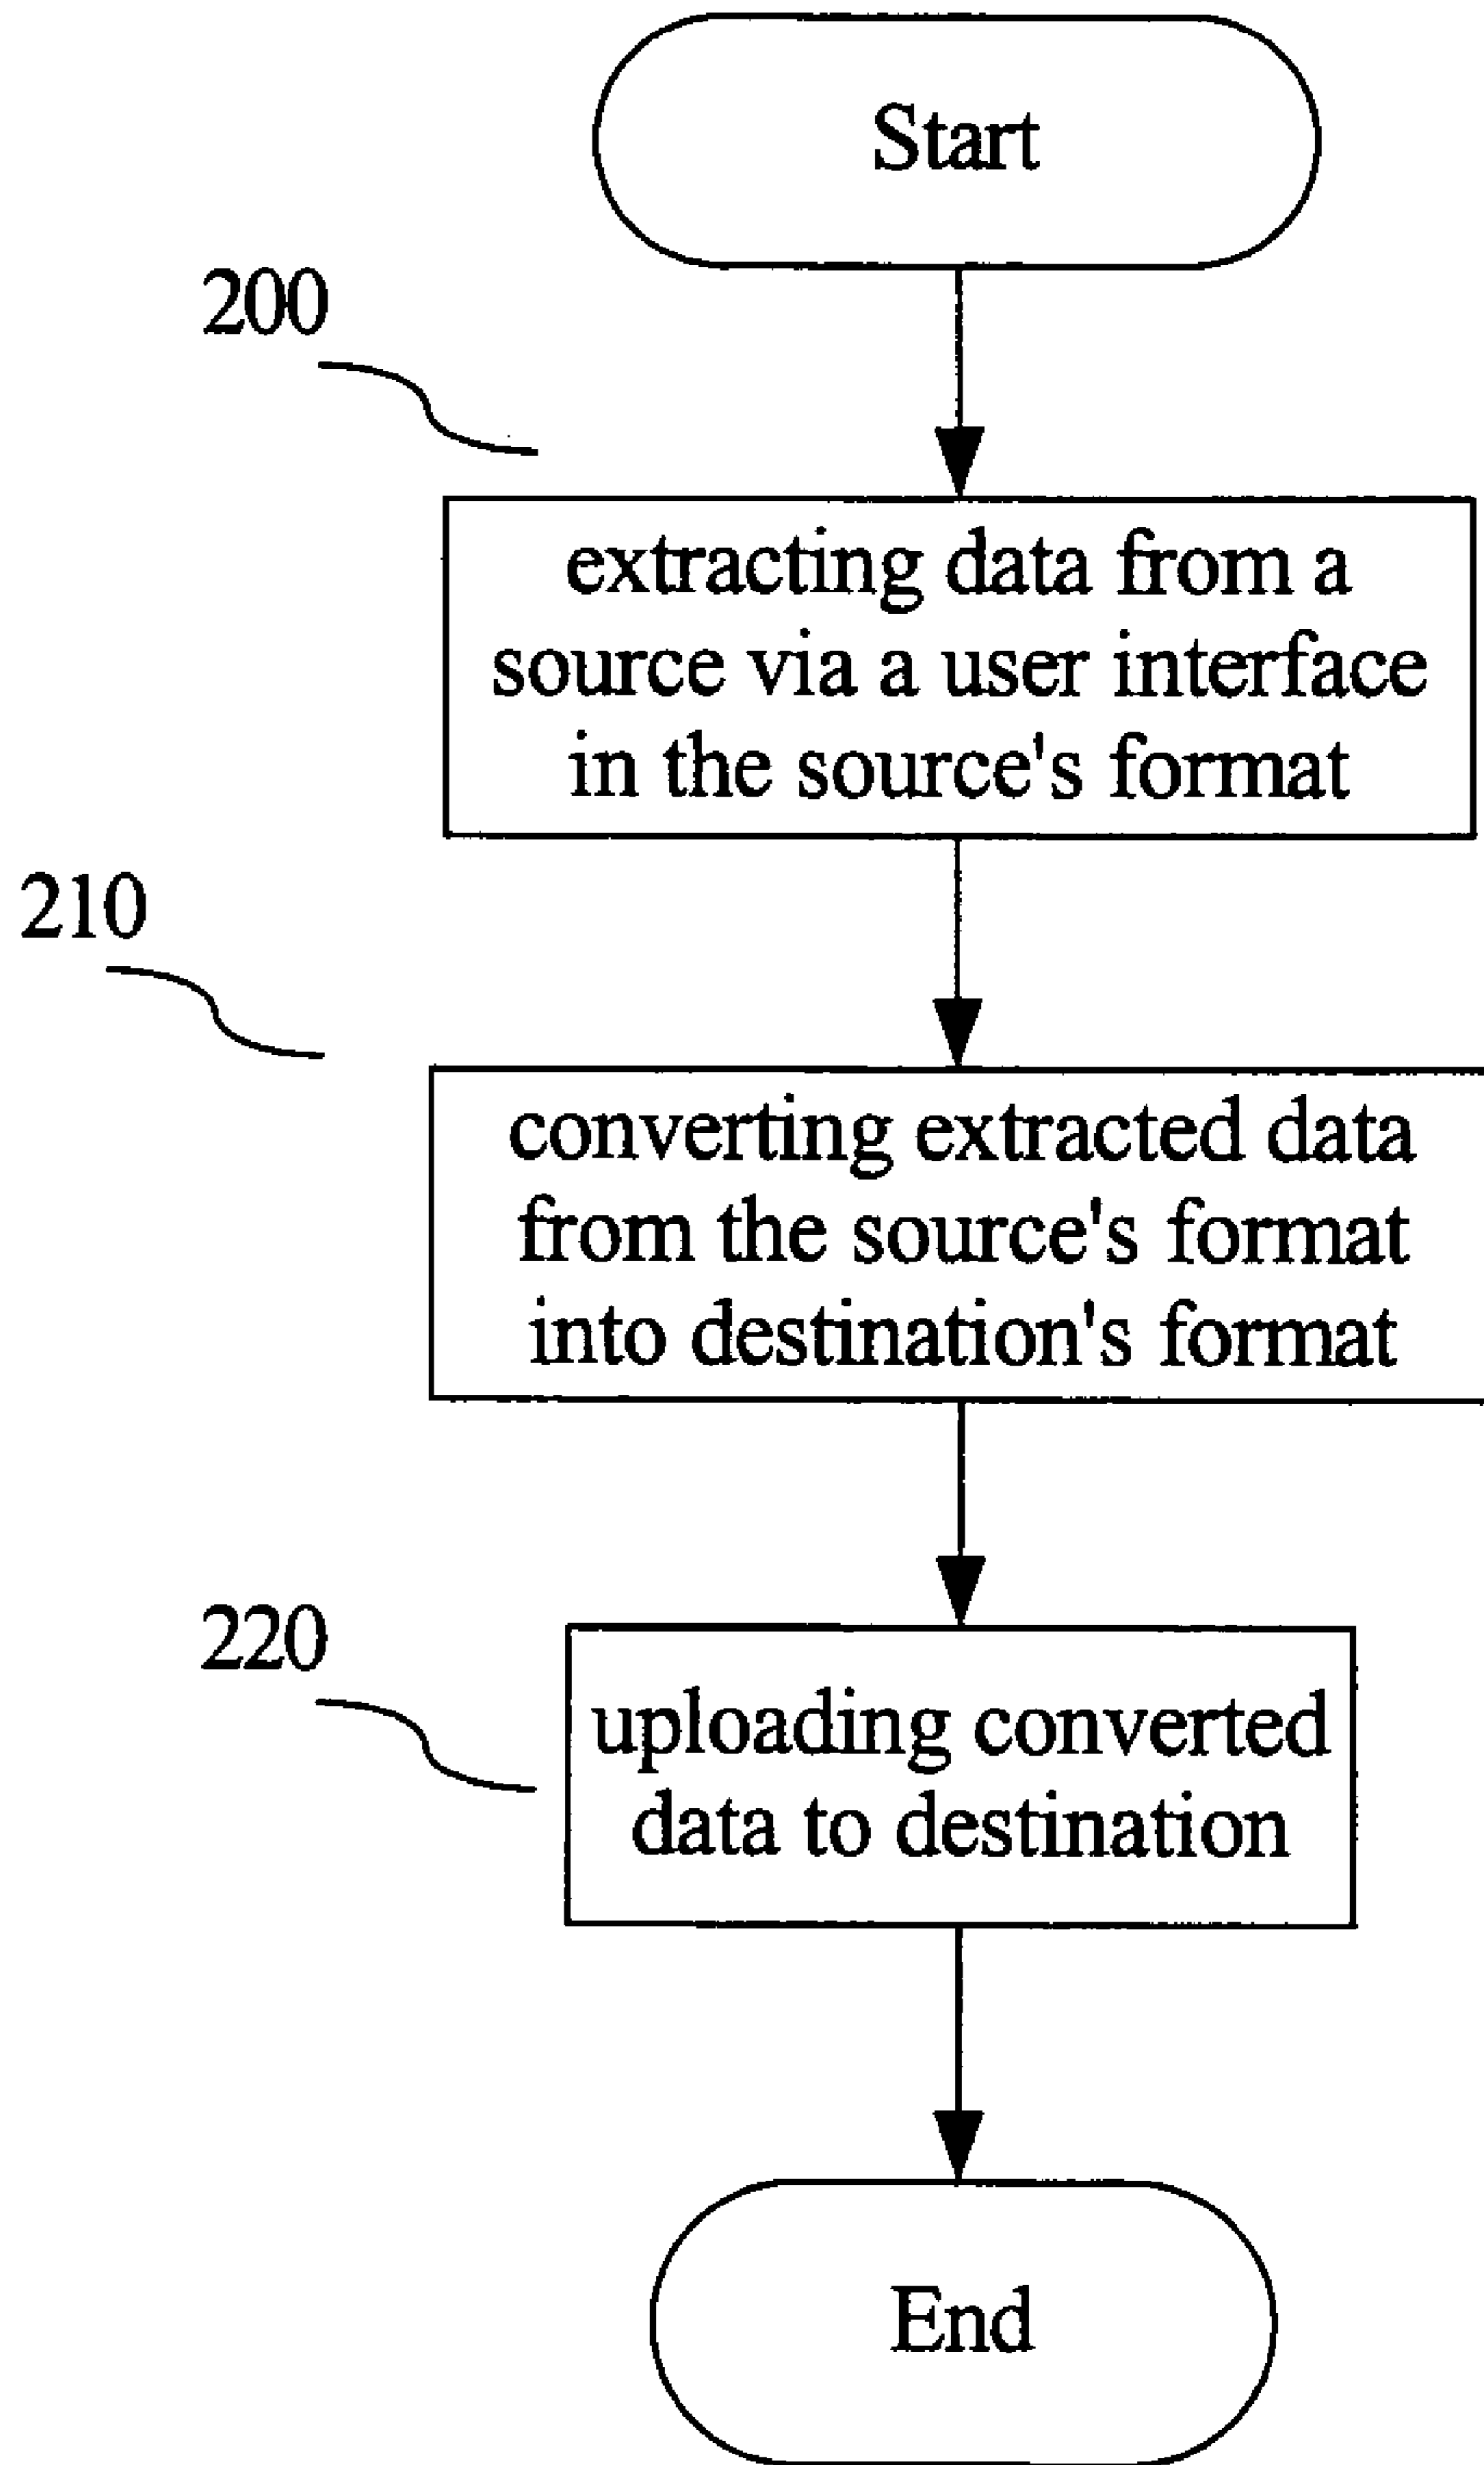 Start
200
extracting data from a
source via a user interface
in the source's format
210
converting extracted data
from the source's format
into destination's format
220
uploading converted
data to destination
End